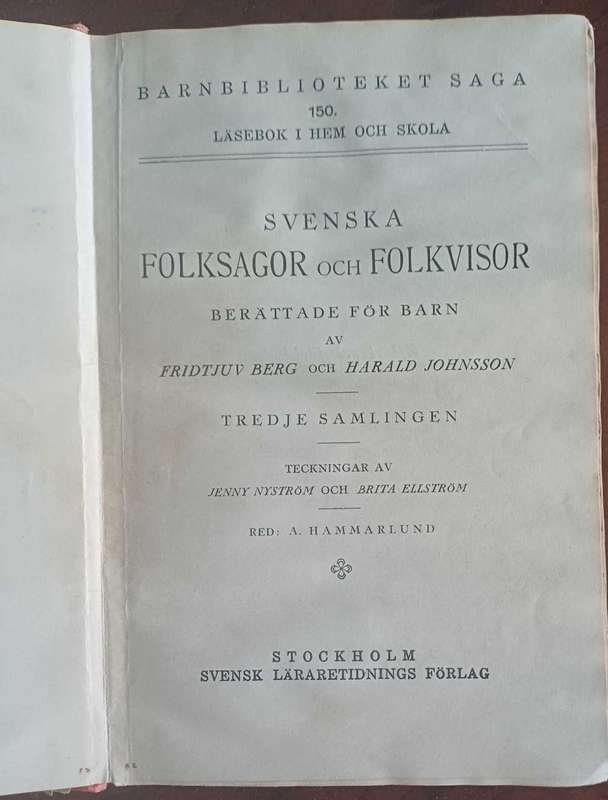 BARNBIBLIOTEKET SAGA
150.
LÄSEBOK I HEM OCH SKOLA
SVENSKA
FOLKSAGOR OCH FOLKVISOR
BERÄTTADE FÖR BARN
AV
FRIDTJUV BERG OCH HARALD JOHNSSON
TREDJE SAMLINGEN
TECKNINGAR AV
JENNY NYSTRÖM OCH BRITA ELLSTRÖM
RED: A. HAMMARLUND
STOCKHOLM
SVENSK LÄRARETIDNINGS FÖRLAG